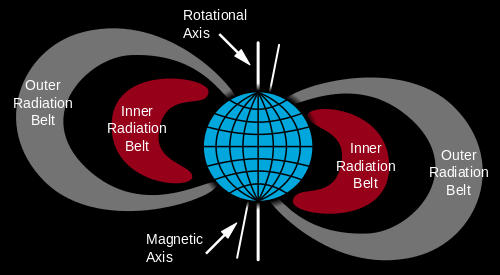 Rotational
Axis
Outer
Radiation
Belt
Inner
Radiation
Belt
Inner
Radiation
Belt
Outer
Radiation
Belt
Magnetic
Axis